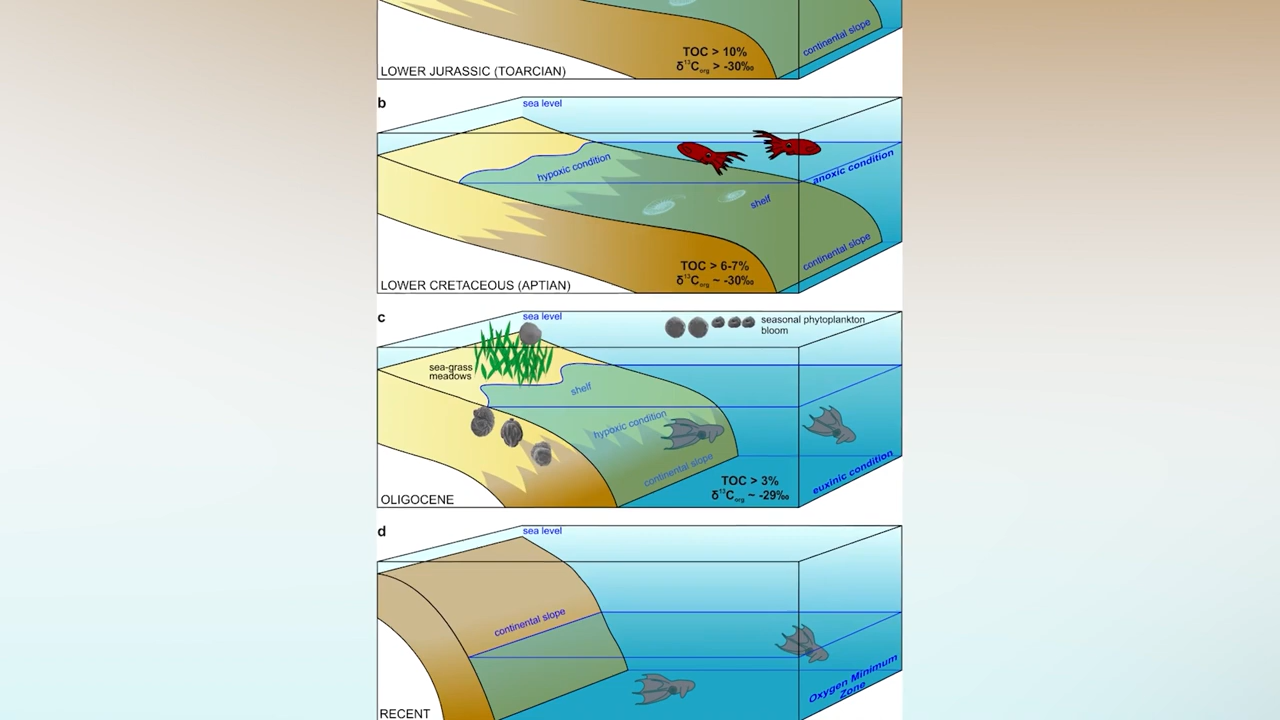 continental slope
TOC > 10%
δ¹³Corg > -30‰
LOWER JURASSIC (TOARCIAN)
b
sea level
hypoxic condition
anoxic condition
shelf
continental slope
TOC > 6-7%
δ¹³Corg ~ -30‰
LOWER CRETACEOUS (APTIAN)
c
sea level
seasonal phytoplankton
bloom
sea-grass
meadows
shelf
hypoxic condition
continental slope
euxinic condition
TOC > 3%
δ¹³Corg ~ -29‰
OLIGOCENE
d
sea level
continental slope
Oxygen Minimum
Zone
RECENT